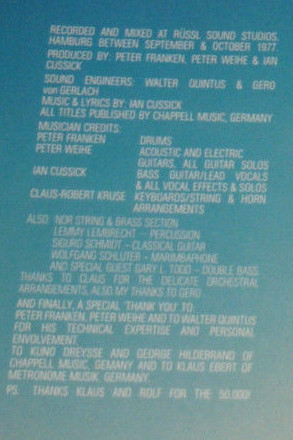 RECORDED AND MIXED AT RÜSSL SOUND STUDIOS,
HAMBURG BETWEEN SEPTEMBER & OCTOBER 1977.
PRODUCED BY: PETER FRANKEN, PETER WEIHE & IAN
CUSSICK
SOUND ENGINEERS: WALTER QUINTUS & GERO
von GERLACH
MUSIC & LYRICS BY: IAN CUSSICK
ALL TITLES PUBLISHED BY CHAPPELL MUSIC, GERMANY
MUSICIAN CREDITS:
PETER FRANKEN DRUMS
PETER WEIHE ACOUSTIC AND ELECTRIC
GUITARS, ALL GUITAR SOLOS
IAN CUSSICK BASS GUITAR/LEAD VOCALS
& ALL VOCAL EFFECTS & SOLOS
CLAUS-ROBERT KRUSE KEYBOARDS/STRING & HORN
ARRANGEMENTS
ALSO: NDR STRING & BRASS SECTION
LEMMY LEMBRECHT - PERCUSSION
SIGURD SCHMIDT - CLASSICAL GUITAR
WOLFGANG SCHLÜTER - MARIMBAPHONE
AND SPECIAL GUEST GARY L. TODD - DOUBLE BASS
THANKS TO CLAUS FOR THE DELICATE ORCHESTRAL
ARRANGEMENTS, ALSO MY THANKS TO GERO
AND FINALLY, A SPECIAL 'THANK YOU' TO:
PETER FRANKEN, PETER WEIHE AND TO WALTER QUINTUS
FOR HIS TECHNICAL EXPERTISE AND PERSONAL
ENVOLVEMENT
TO KUNO DREYSSE AND GEORGE HILDEBRAND OF
CHAPPELL MUSIC, GEMANY AND TO KLAUS EBERT OF
METRONOME MUSIK, GERMANY.
PS. THANKS KLAUS AND ROLF FOR THE 50.000!